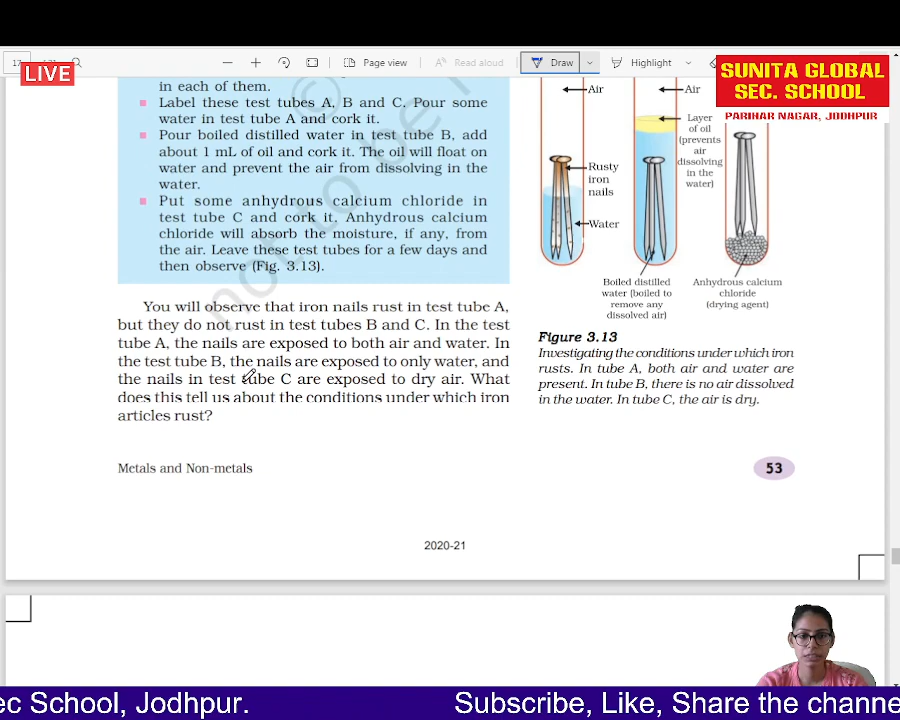 17
Page view
Read aloud
Draw
Highlight
LIVE
SUNITA GLOBAL
SEC. SCHOOL
PARIHAR NAGAR, JODHPUR
in each of them.
Label these test tubes A, B and C. Pour some
water in test tube A and cork it.
Pour boiled distilled water in test tube B, add
about 1 mL of oil and cork it. The oil will float on
water and prevent the air from dissolving in the
water.
Put some anhydrous calcium chloride in
test tube C and cork it. Anhydrous calcium
chloride will absorb the moisture, if any, from
the air. Leave these test tubes for a few days and
then observe (Fig. 3.13).
Air
Air
Layer
of oil
(prevents
air
dissolving
in the
water)
Rusty
iron
nails
Water
Boiled distilled
water (boiled to
remove any
dissolved air)
Anhydrous calcium
chloride
(drying agent)
You will observe that iron nails rust in test tube A,
but they do not rust in test tubes B and C. In the test
tube A, the nails are exposed to both air and water. In
the test tube B, the nails are exposed to only water, and
the nails in test tube C are exposed to dry air. What
does this tell us about the conditions under which iron
articles rust?
Figure 3.13
Investigating the conditions under which iron
rusts. In tube A, both air and water are
present. In tube B, there is no air dissolved
in the water. In tube C, the air is dry.
Metals and Non-metals
53
2020-21
not to be
ec School, Jodhpur.
Subscribe, Like, Share the channe